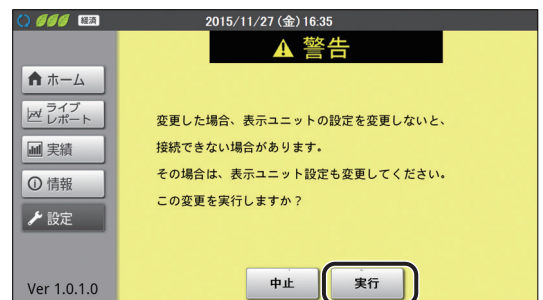 経済
2015/11/27 (金) 16:35
警告
ホーム
ライブ
レポート
実績
情報
設定
変更した場合、表示ユニットの設定を変更しないと、
接続できない場合があります。
その場合は、表示ユニット設定も変更してください。
この変更を実行しますか？
中止
実行
Ver 1.0.1.0